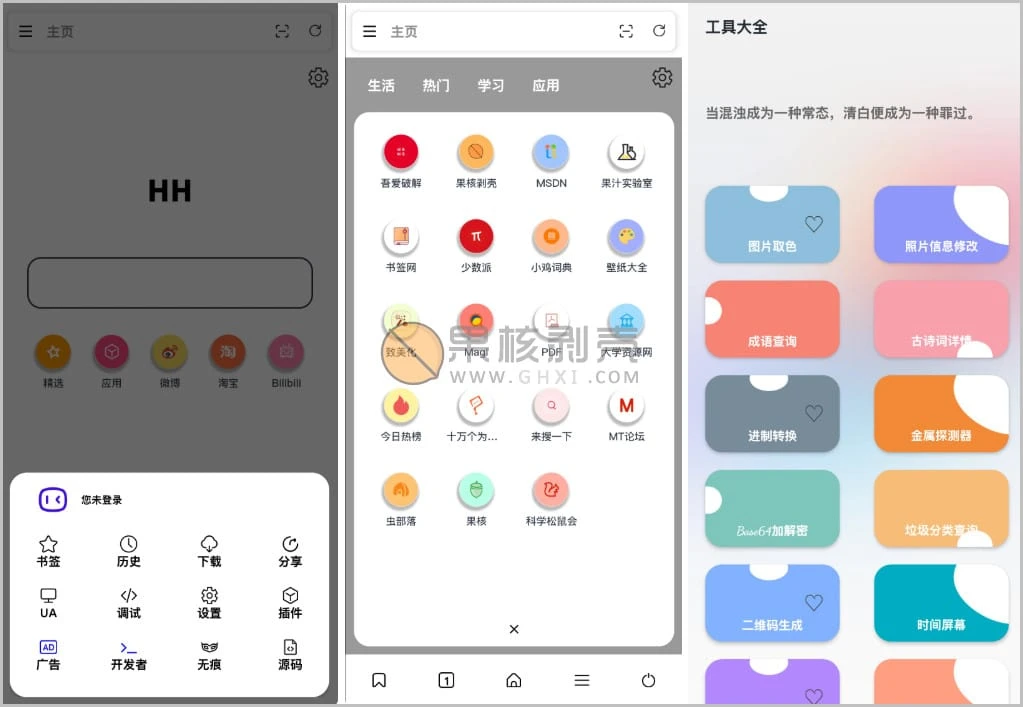 主页
HH
精选 应用 微博 淘宝 Bilibili
您未登录
书签 历史 下载 分享
UA 调试 设置 插件
AD
广告 开发者 无痕 源码
主页
生活 热门 学习 应用
吾爱破解 果核剥壳 MSDN 果汁实验室
书签网 少数派 小鸡词典 壁纸大全
致美化 Magi PDF 大学资源网
果核剥壳
WWW.GHXI.COM
今日热榜 十万个为... 来搜一下 MT论坛
虫部落 果核 科学松鼠会
1
工具大全
当混浊成为一种常态，清白便成为一种罪过。
图片取色 照片信息修改
成语查询 古诗词详情
进制转换 金属探测器
Base64加解密 垃圾分类查询
二维码生成 时间屏幕